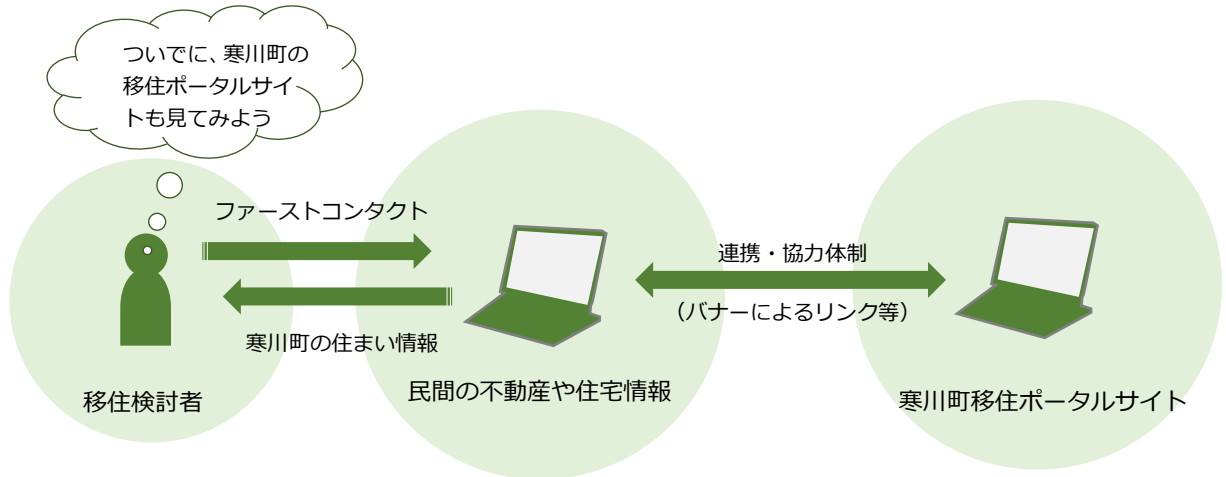 ついでに、寒川町の
移住ポータルサイ
トも見てみよう
ファーストコンタクト
寒川町の住まい情報
移住検討者
民間の不動産や住宅情報
連携・協力体制
（バナーによるリンク等）
寒川町移住ポータルサイト